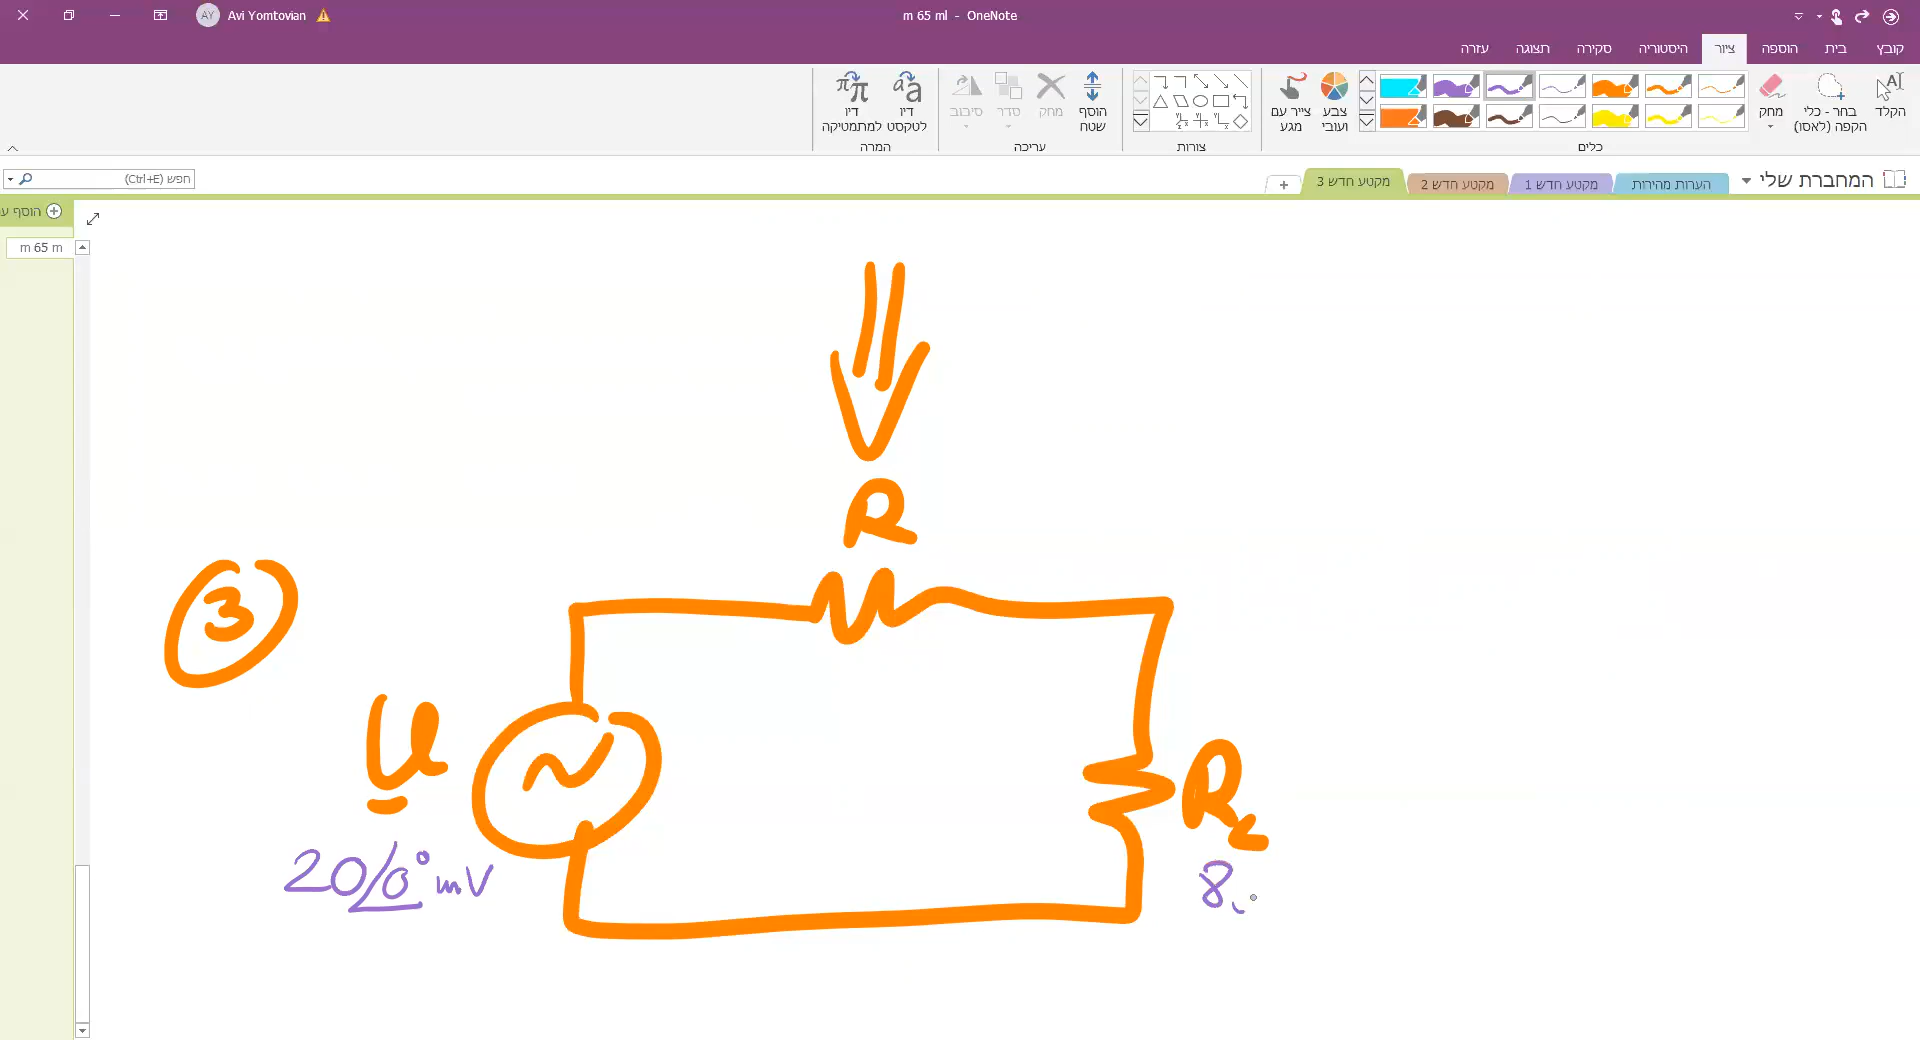 Avi Yomtovian
m 65 ml - OneNote
קובץ בית הוספה ציור היסטוריה סקירה תצוגה עזרה
הקלד
בחר - כלי הקפה (לאסו)
מחק
כלים
צבע ועובי
צייר עם מגע
צורות
הוסף שטח
מחק
סדר
סיבוב
עריכה
דיו לטקסט
דיו למתמטיקה
המרה
המחברת שלי
הערות מהירות
מקטע חדש 1
מקטע חדש 2
מקטע חדש 3
+
חפש (Ctrl+E)
הוסף ע
m 65 m
R
3
U
20/0° mV
RL
8,